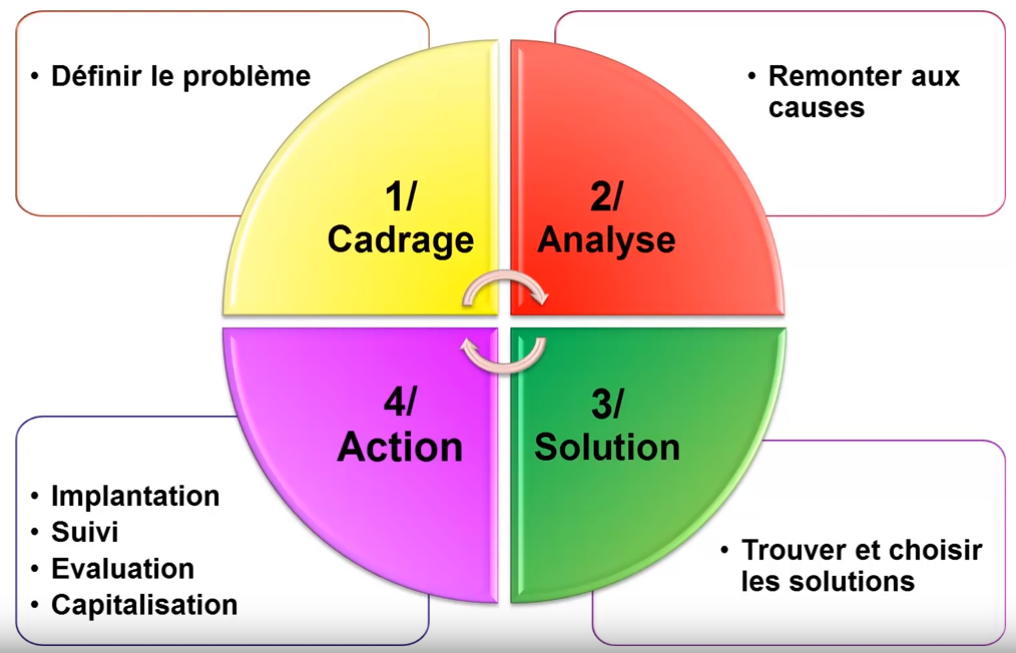 • Définir le problème
1/
Cadrage
2/
Analyse
• Remonter aux
causes
4/
Action
3/
Solution
• Implantation
• Suivi
• Evaluation
• Capitalisation
• Trouver et choisir
les solutions